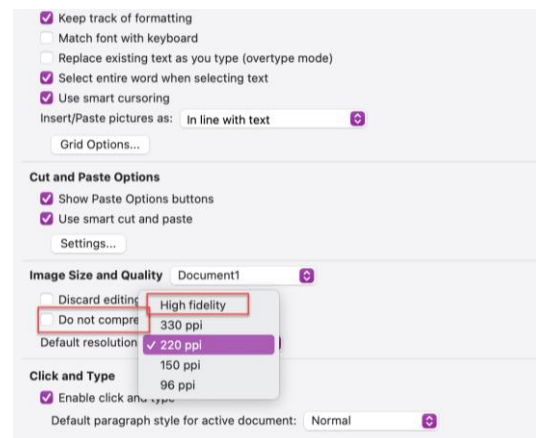 Keep track of formatting
Match font with keyboard
Replace existing text as you type (overtype mode)
Select entire word when selecting text
Use smart cursoring
Insert/Paste pictures as: In line with text
Grid Options...
Cut and Paste Options
Show Paste Options buttons
Use smart cut and paste
Settings...
Image Size and Quality Document1
Discard editing
High fidelity
Do not compre
330 ppi
Default resolution
220 ppi
150 ppi
Click and Type
96 ppi
Enable click and type
Default paragraph style for active document: Normal